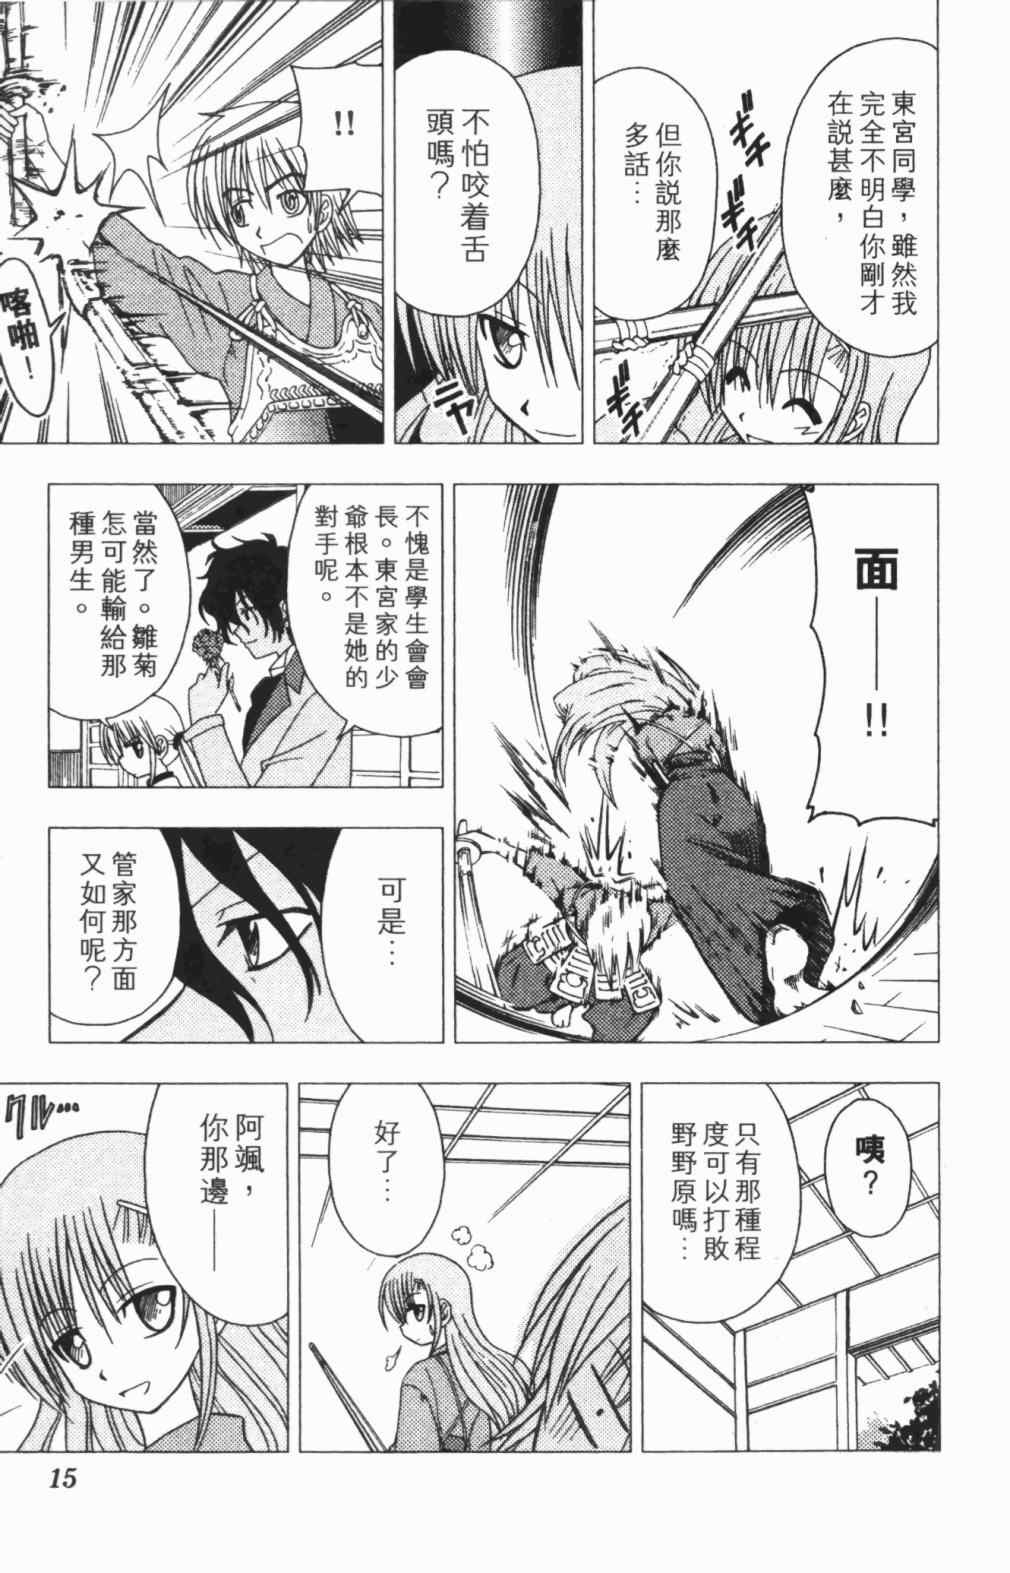 東宮同學，雖然我
完全不明白你剛才
在説甚麼，
ギギチ
ギギチ
ギチギチ
但你説那麼
多話…
不怕咬着舌
頭嗎？
ニヤ
!!
喀啪！
面——!!
不愧是學生會會
長。東宮家的少
爺根本不是她的
對手呢。
當然了。雛菊
怎可能輸給那
種男生。
可是…
管家那方面
又如何呢？
咦？
只有那種程
度可以打敗
野野原嗎…
好了…
阿颯，
你那邊——
クル…
15